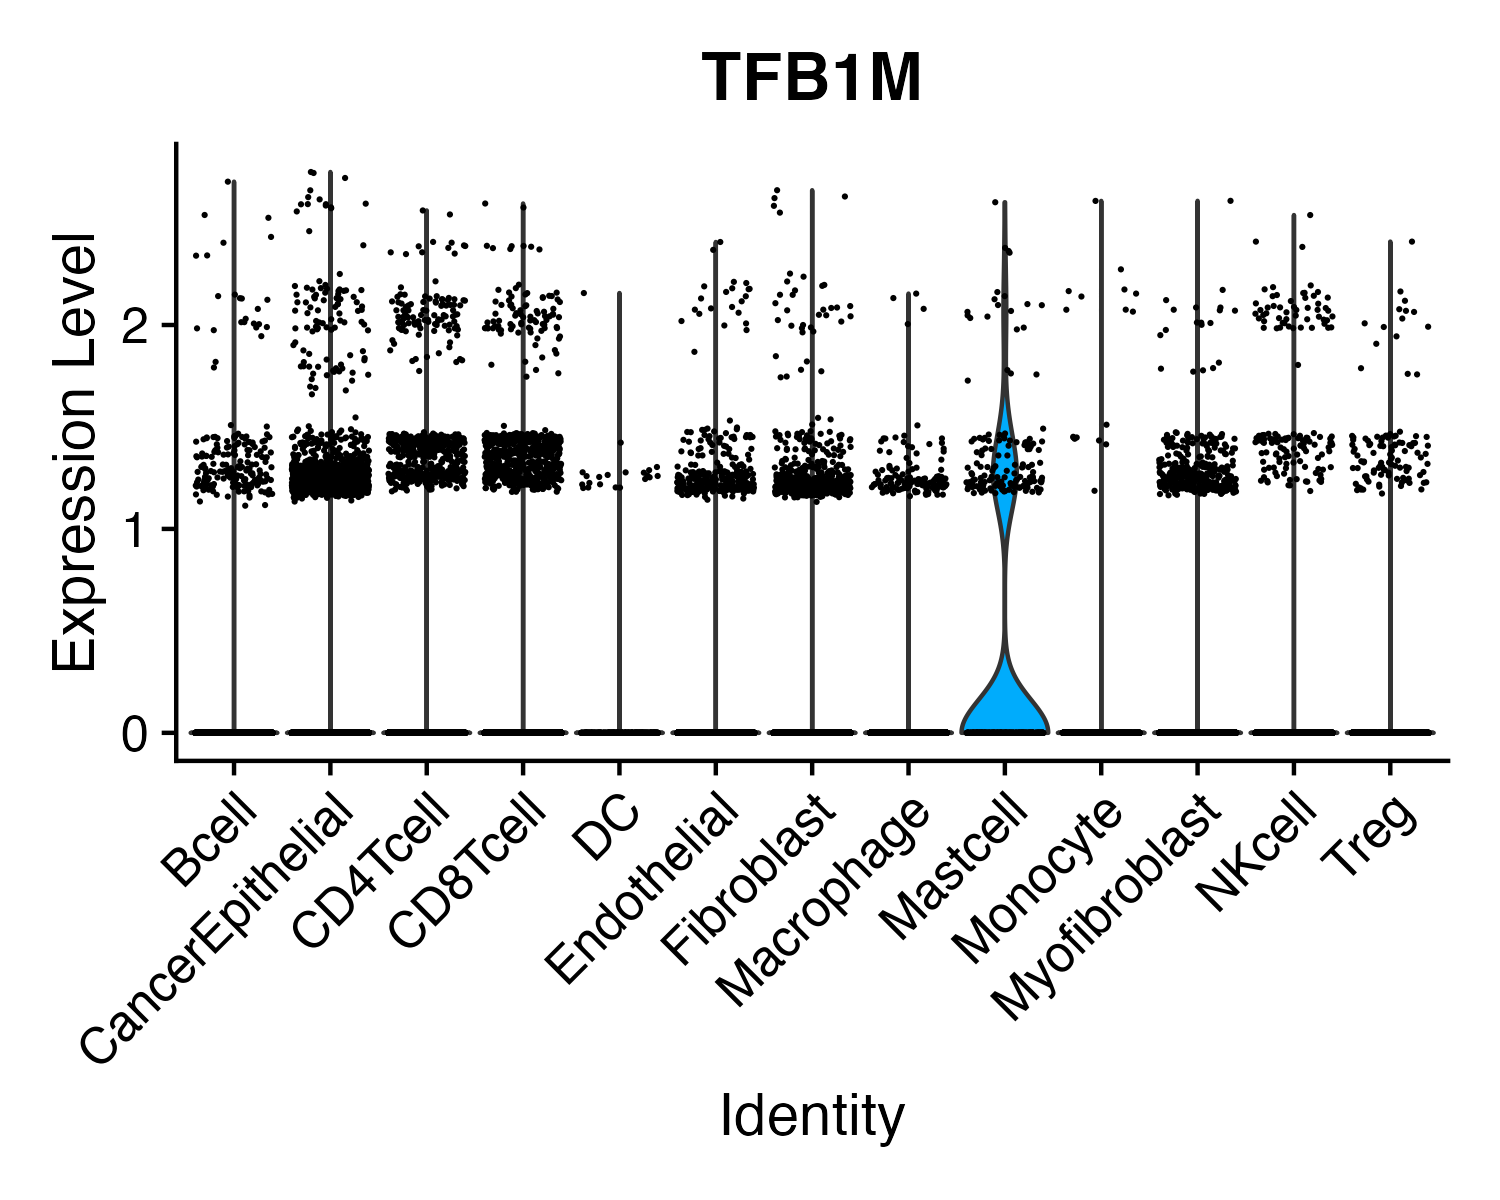 TFB1M
Expression Level
2
1
0
Bcell
CancerEpithelial
CD4Tcell
CD8Tcell
DC
Endothelial
Fibroblast
Macrophage
Mastcell
Monocyte
Myofibroblast
NKcell
Treg
Identity